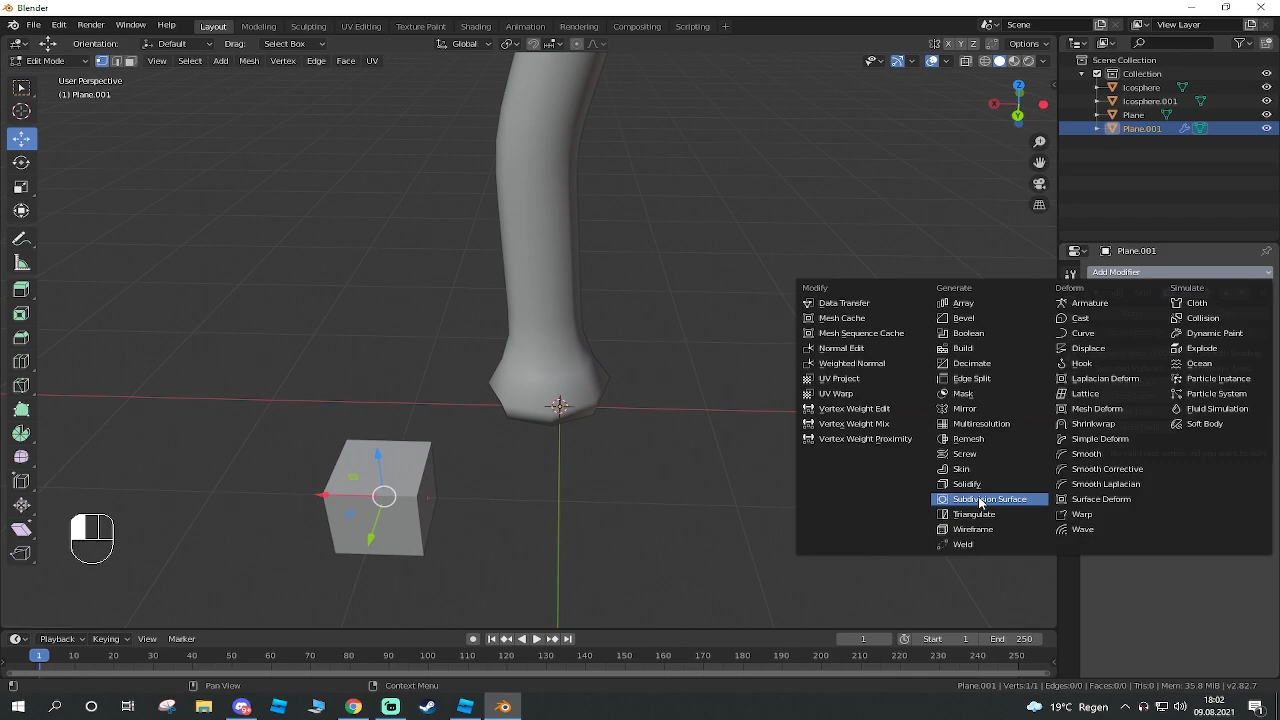 Blender
File Edit Render Window Help Layout Modeling Sculpting UV Editing Texture Paint Shading Animation Rendering Compositing Scripting + Scene View Layer
Orientation: Default Drag: Select Box Global X Y Z Options
Edit Mode View Select Add Mesh Vertex Edge Face UV
User Perspective
(1) Plane.001
Scene Collection
Collection
Icosphere
Icosphere.001
Plane
Plane.001
Z
X
Y
Plane.001
Add Modifier
Modify Generate Deform Simulate
Data Transfer Array Armature Cloth
Mesh Cache Bevel Cast Collision
Mesh Sequence Cache Boolean Curve Dynamic Paint
Normal Edit Build Displace Explode
Weighted Normal Decimate Hook Ocean
UV Project Edge Split Laplacian Deform Particle Instance
UV Warp Mask Lattice Particle System
Vertex Weight Edit Mirror Mesh Deform Fluid Simulation
Vertex Weight Mix Multiresolution Shrinkwrap Soft Body
Vertex Weight Proximity Remesh Simple Deform
Screw Smooth
Skin Smooth Corrective
Solidify Smooth Laplacian
Subdivision Surface Surface Deform
Triangulate Warp
Wireframe Wave
Weld
Playback Keying View Marker 1 Start 1 End 250
1 10 20 30 40 50 60 70 80 90 100 110 120 130 140 150 160 170 180 190 200 210 220 230 240 250
Pan View Context Menu Plane.001 | Verts:1/1 | Edges:0/0 | Faces:0/0 | Tris:0 | Mem: 35.8 MiB | v2.82.7
19°C Regen 18:02
09.08.2021